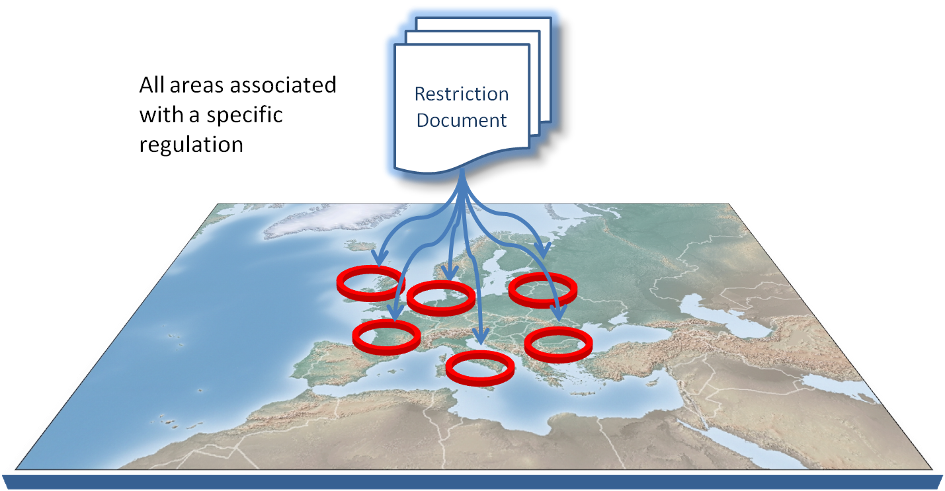 All areas associated
with a specific
regulation
Restriction
Document